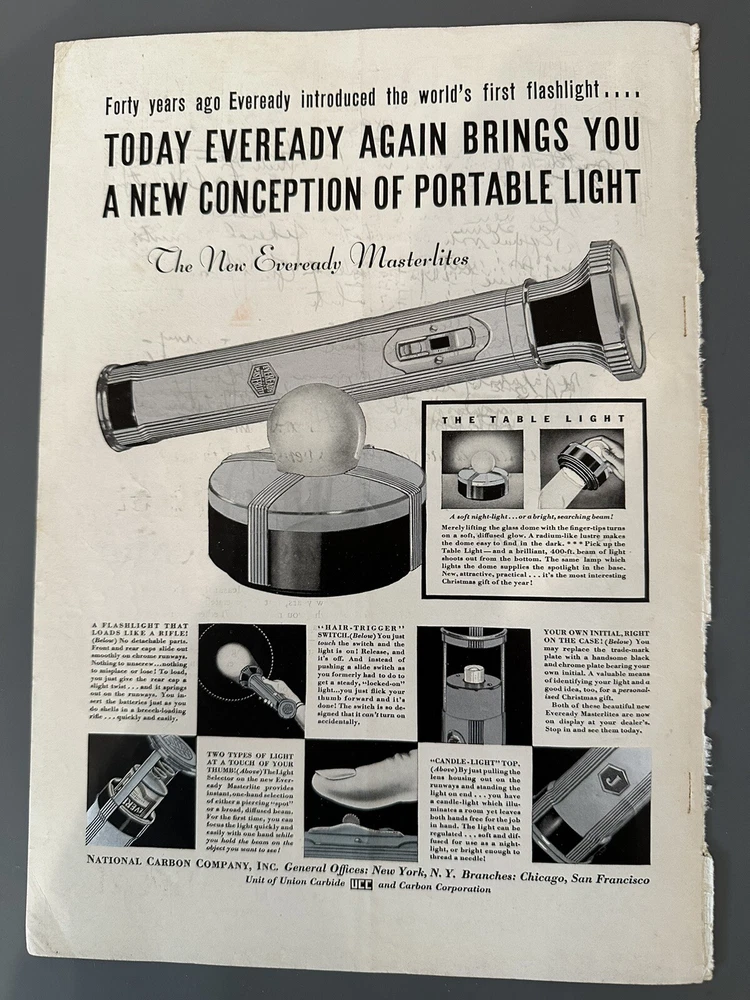 Forty years ago Eveready introduced the world's first flashlight....
TODAY EVEREADY AGAIN BRINGS YOU
A NEW CONCEPTION OF PORTABLE LIGHT
The New Eveready Masterlites
THE TABLE LIGHT
A soft night-light...or a bright, searching beam!
Merely lifting the glass dome with the finger-tips turns
on a soft, diffused glow. A radium-like lustre makes
the dome easy to find in the dark. *** Pick up the
Table Light—and a brilliant, 400-ft. beam of light
shoots out from the bottom. The same lamp which
lights the dome supplies the spotlight in the base.
New, attractive, practical...it's the most interesting
Christmas gift of the year!
A FLASHLIGHT THAT
LOADS LIKE A RIFLE!
(Below) No detachable parts.
Front and rear caps slide out
smoothly on chrome runways.
Nothing to unscrew...nothing
to misplace or lose! To load,
you just give the rear cap a
slight twist...and it springs
out on the runways. You in-
sert the batteries just as you
do shells in a breech-loading
rifle...quickly and easily.
"HAIR-TRIGGER"
SWITCH.(Below) You just
touch the switch and the
light is on! Release, and
it's off. And instead of
pushing a slide switch as
you formerly had to do to
get a steady, "locked-on"
light...you just flick your
thumb forward and it's
done! The switch is so de-
signed that it can't turn on
accidentally.
YOUR OWN INITIAL, RIGHT
ON THE CASE! (Below) You
may replace the trade-mark
plate with a handsome black
and chrome plate bearing your
own initial. A valuable means
of identifying your light and a
good idea, too, for a personal-
ized Christmas gift.
Both of these beautiful new
Eveready Masterlites are now
on display at your dealer's.
Stop in and see them today.
TWO TYPES OF LIGHT
AT A TOUCH OF YOUR
THUMB! (Above) The Light
Selector on the new Ever-
eady Masterlite provides
instant, one-hand selection
of either a piercing "spot"
or a broad, diffused beam.
For the first time, you can
focus the light quickly and
easily with one hand while
you hold the beam on the
object you want to see!
"CANDLE-LIGHT" TOP.
(Above) By just pulling the
lens housing out on the
runways and standing the
light on end...you have
a candle-light which illu-
minates a room yet leaves
both hands free for the job
in hand. The light can be
regulated...soft and dif-
fused for use as a night-
light, or bright enough to
thread a needle!
J
NATIONAL CARBON COMPANY, INC. General Offices: New York, N. Y. Branches: Chicago, San Francisco
Unit of Union Carbide UCC and Carbon Corporation